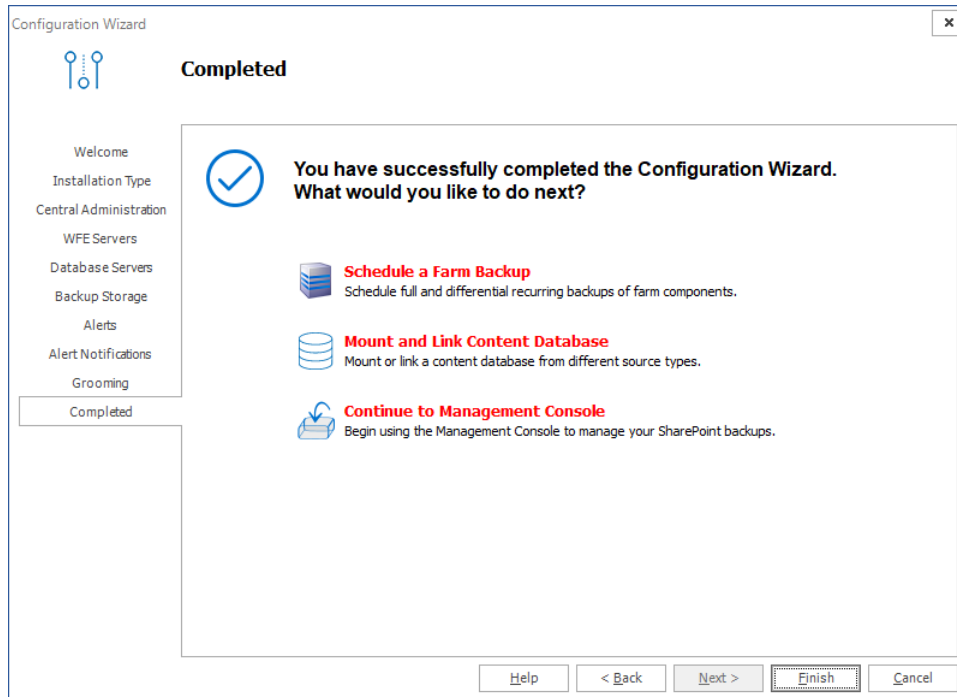 Configuration Wizard
Completed
Welcome
Installation Type
Central Administration
WFE Servers
Database Servers
Backup Storage
Alerts
Alert Notifications
Grooming
Completed
You have successfully completed the Configuration Wizard.
What would you like to do next?
Schedule a Farm Backup
Schedule full and differential recurring backups of farm components.
Mount and Link Content Database
Mount or link a content database from different source types.
Continue to Management Console
Begin using the Management Console to manage your SharePoint backups.
Help
< Back
Next >
Finish
Cancel